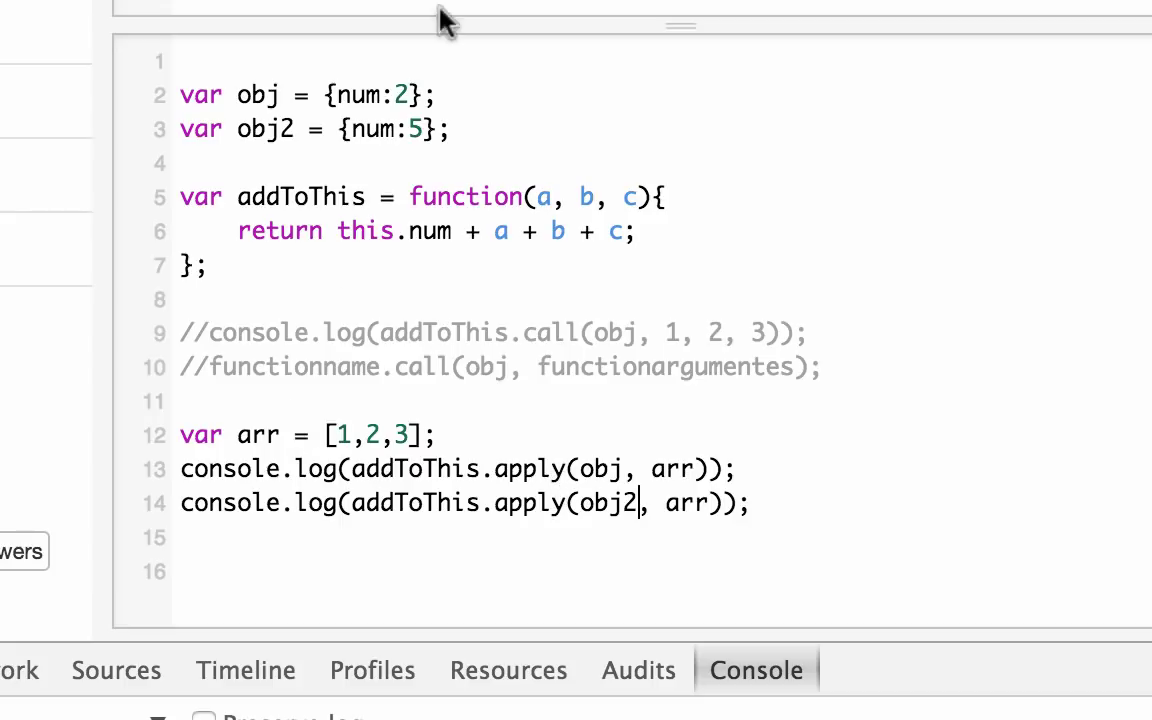 1
2 var obj = {num:2};
3 var obj2 = {num:5};
4
5 var addToThis = function(a, b, c){
6 return this.num + a + b + c;
7 };
8
9 //console.log(addToThis.call(obj, 1, 2, 3));
10 //functionname.call(obj, functionargumentes);
11
12 var arr = [1,2,3];
13 console.log(addToThis.apply(obj, arr));
14 console.log(addToThis.apply(obj2, arr));
15
wers
16
ork Sources Timeline Profiles Resources Audits Console
Preserve log